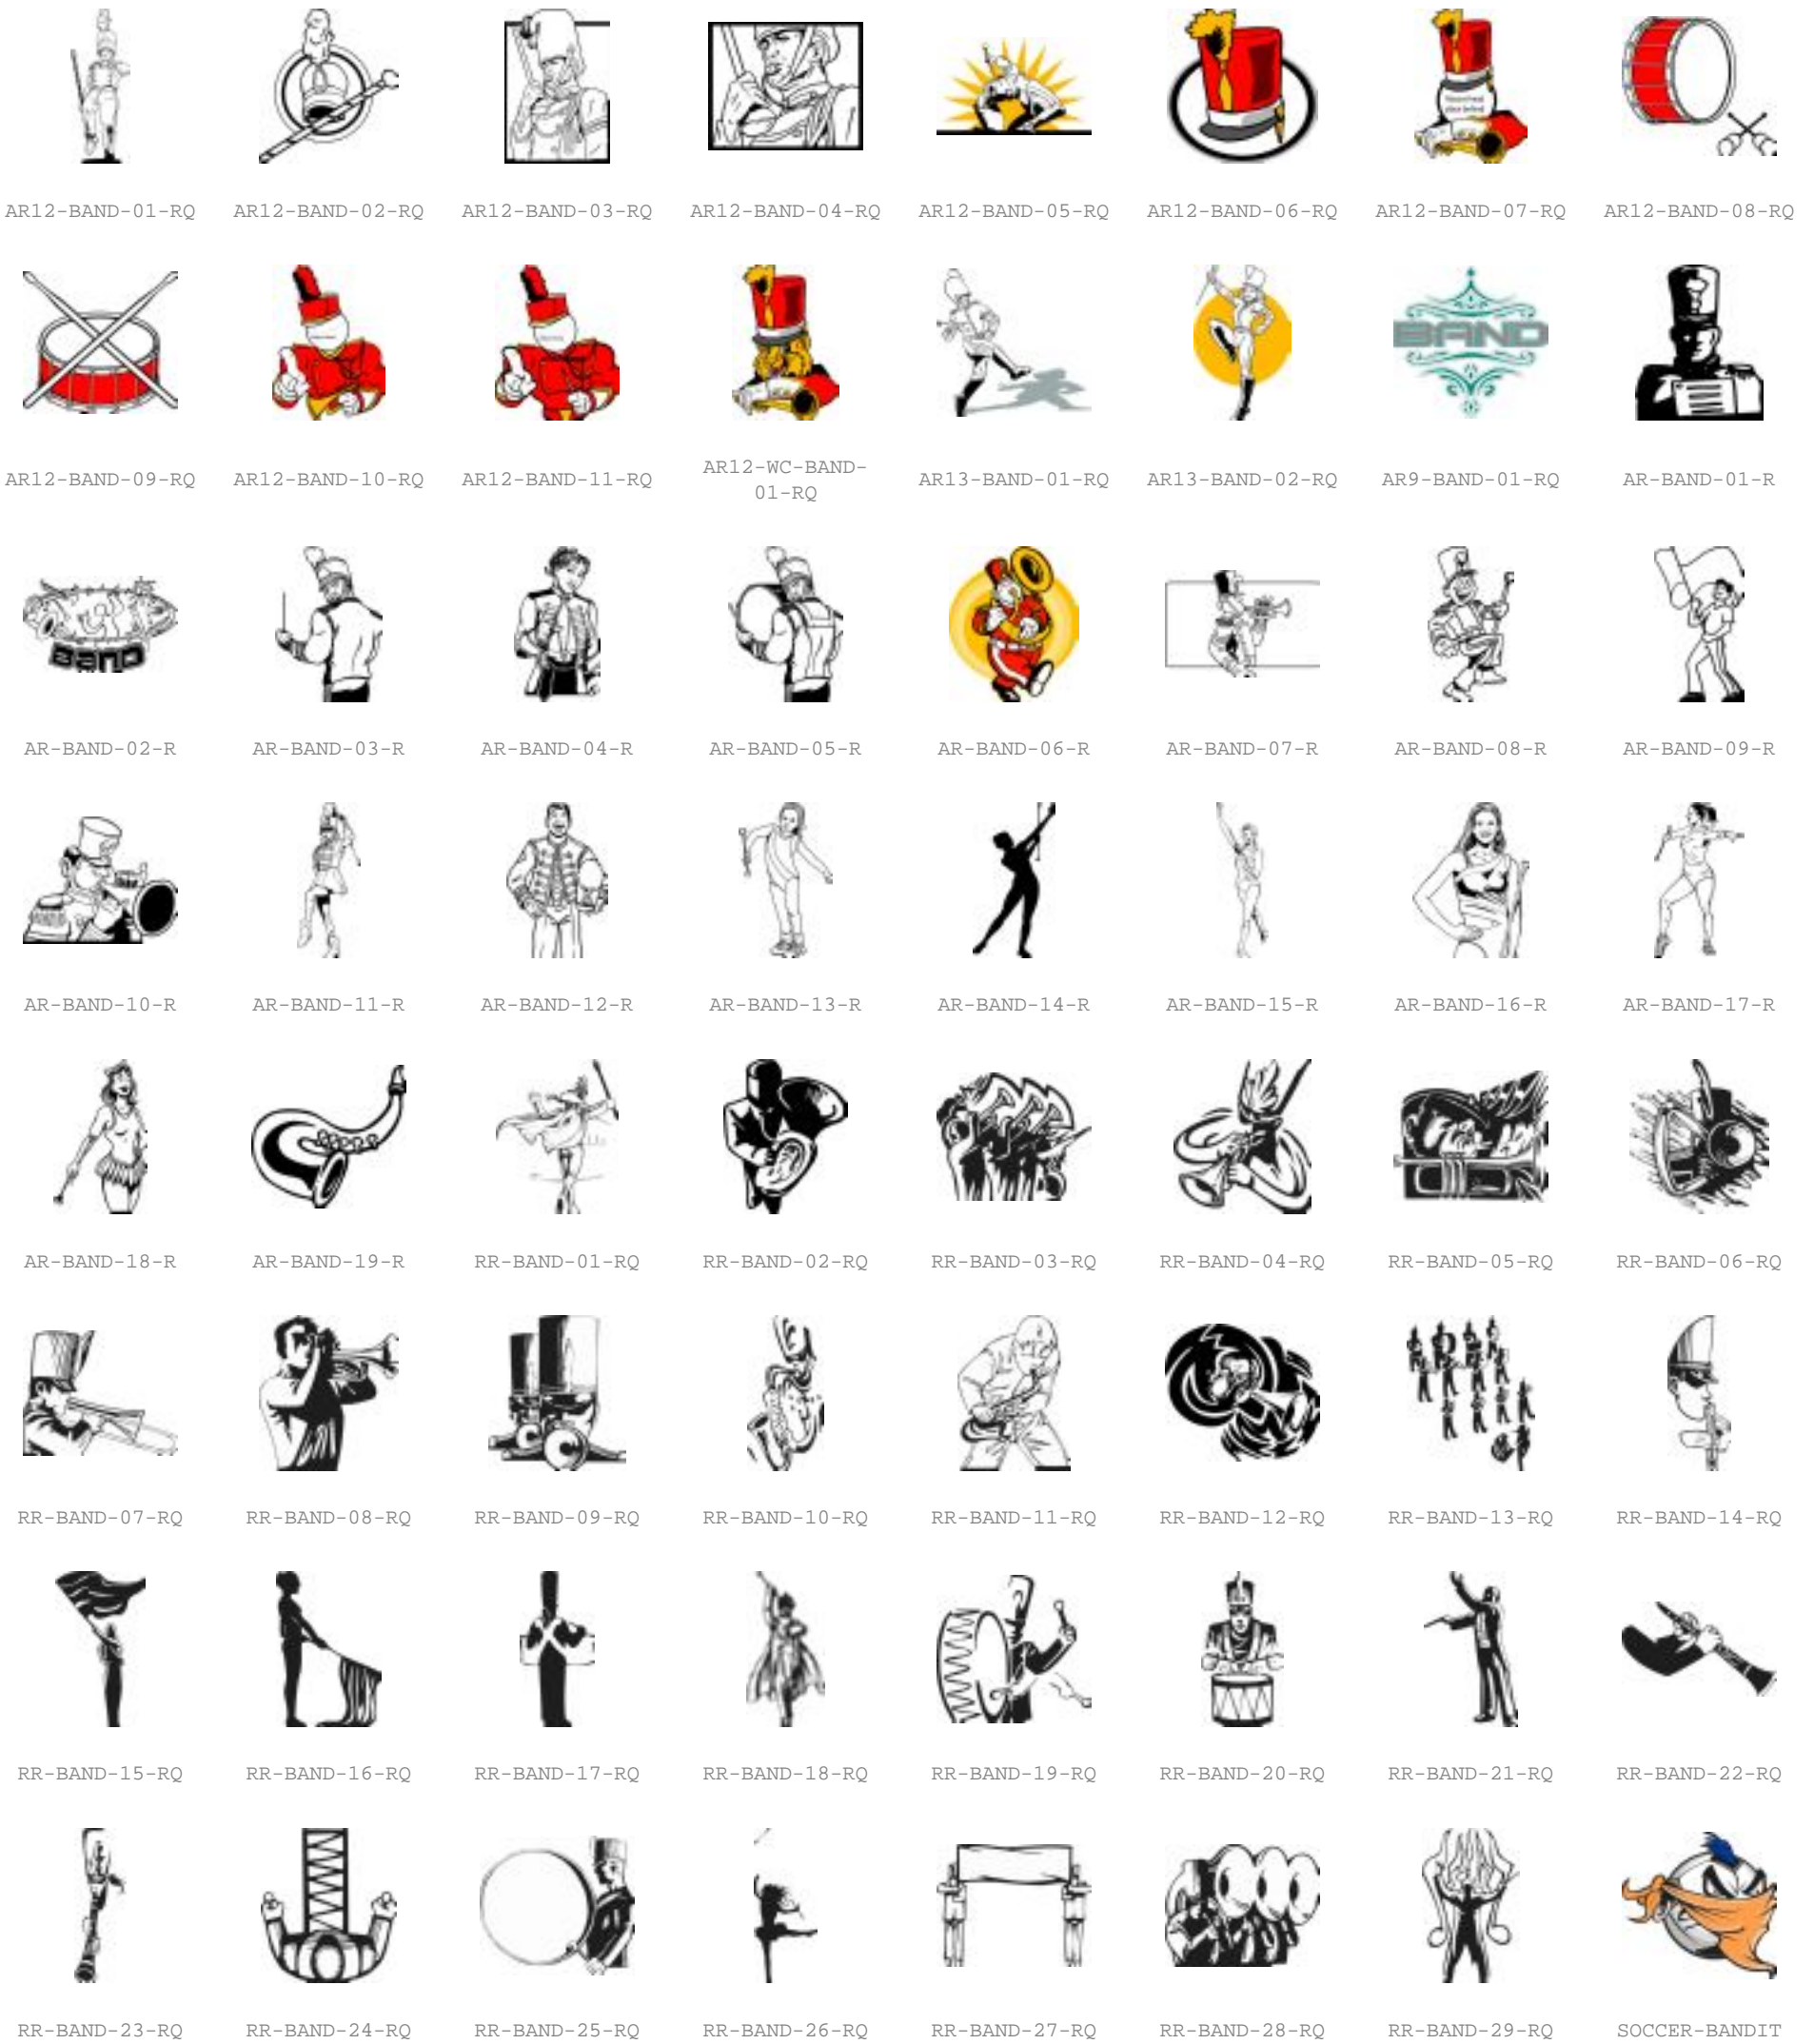 AR12-BAND-01-RQ AR12-BAND-02-RQ AR12-BAND-03-RQ AR12-BAND-04-RQ AR12-BAND-05-RQ AR12-BAND-06-RQ AR12-BAND-07-RQ AR12-BAND-08-RQ
BAND
AR12-BAND-09-RQ AR12-BAND-10-RQ AR12-BAND-11-RQ AR12-WC-BAND-
01-RQ AR13-BAND-01-RQ AR13-BAND-02-RQ AR9-BAND-01-RQ AR-BAND-01-R
Band
AR-BAND-02-R AR-BAND-03-R AR-BAND-04-R AR-BAND-05-R AR-BAND-06-R AR-BAND-07-R AR-BAND-08-R AR-BAND-09-R
AR-BAND-10-R AR-BAND-11-R AR-BAND-12-R AR-BAND-13-R AR-BAND-14-R AR-BAND-15-R AR-BAND-16-R AR-BAND-17-R
AR-BAND-18-R AR-BAND-19-R RR-BAND-01-RQ RR-BAND-02-RQ RR-BAND-03-RQ RR-BAND-04-RQ RR-BAND-05-RQ RR-BAND-06-RQ
RR-BAND-07-RQ RR-BAND-08-RQ RR-BAND-09-RQ RR-BAND-10-RQ RR-BAND-11-RQ RR-BAND-12-RQ RR-BAND-13-RQ RR-BAND-14-RQ
RR-BAND-15-RQ RR-BAND-16-RQ RR-BAND-17-RQ RR-BAND-18-RQ RR-BAND-19-RQ RR-BAND-20-RQ RR-BAND-21-RQ RR-BAND-22-RQ
RR-BAND-23-RQ RR-BAND-24-RQ RR-BAND-25-RQ RR-BAND-26-RQ RR-BAND-27-RQ RR-BAND-28-RQ RR-BAND-29-RQ SOCCER-BANDIT